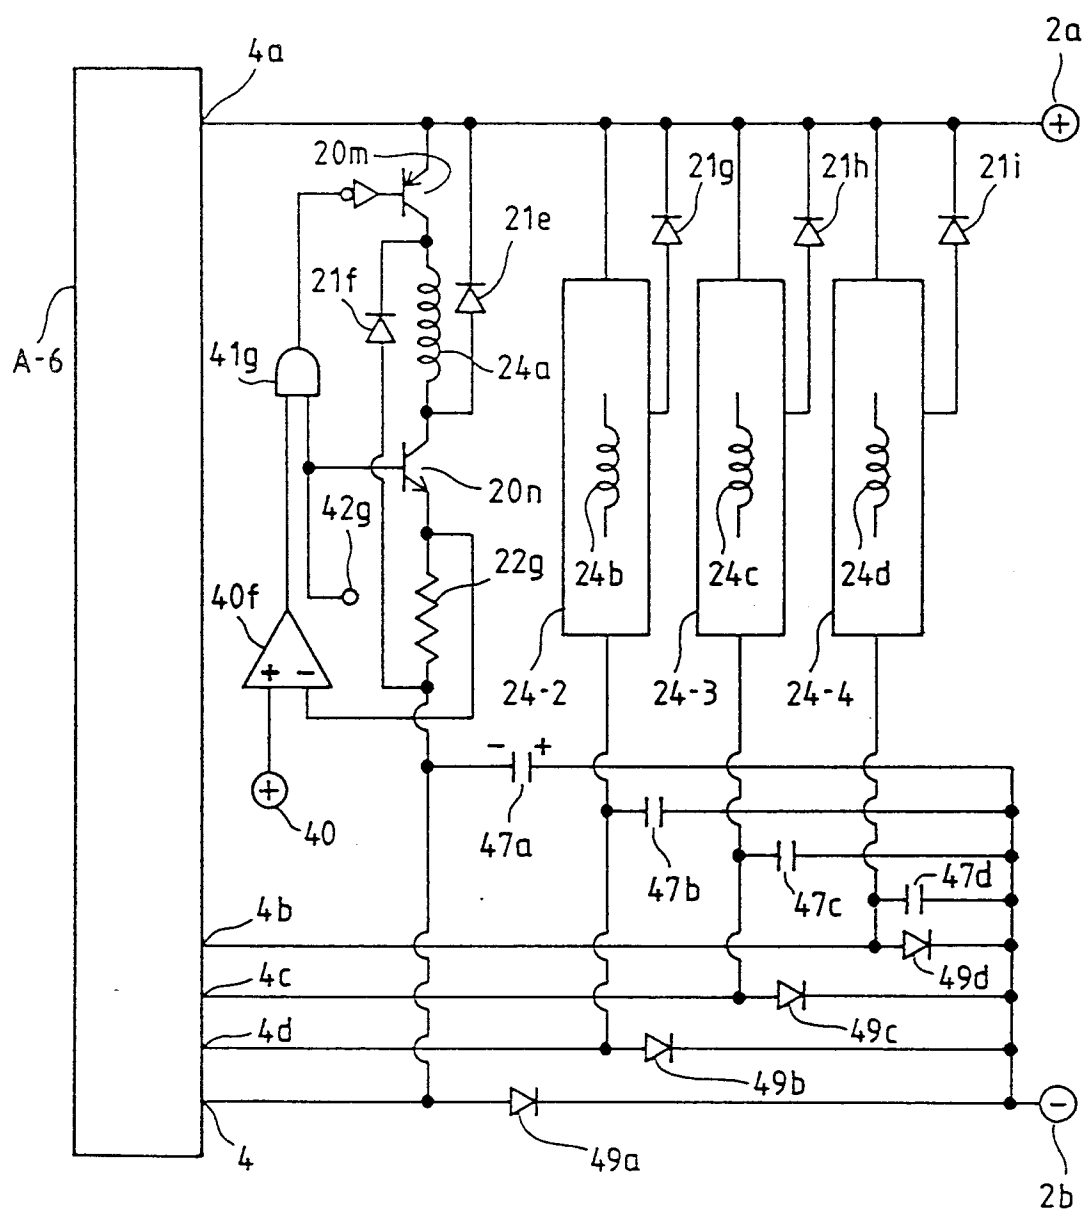 2a
4a
+
20m
21g
21h
21i
21e
21f
A-6
41g
24a
20n
42g
22g
24b
24c
24d
40f
+ -
24-2
24-3
24-4
- +
+
40
47a
47b
47c
47d
4b
49d
4c
49c
4d
49b
-
4
49a
2b